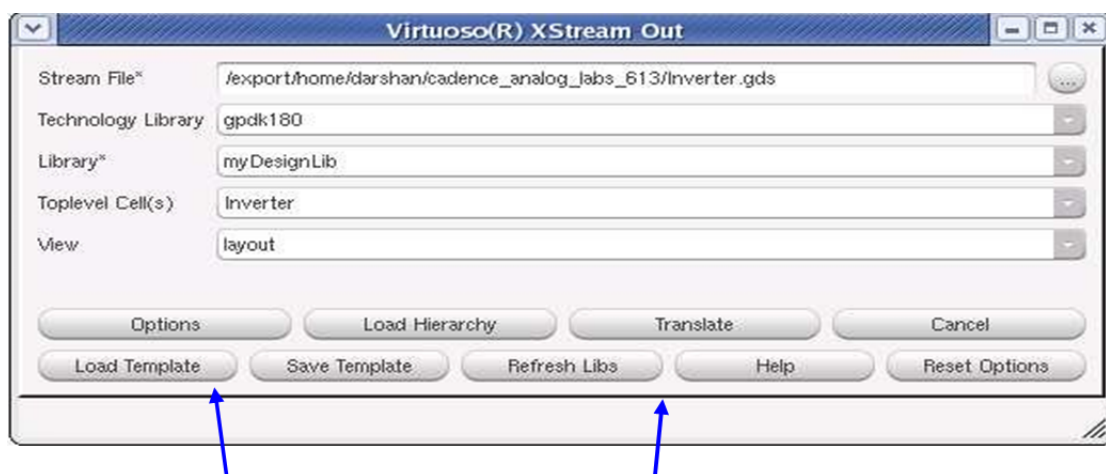 Virtuoso(R) XStream Out
Stream File* /export/home/darshan/cadence_analog_labs_613/Inverter.gds ...
Technology Library gpdk180
Library* myDesignLib
Toplevel Cell(s) Inverter
View layout
Options Load Hierarchy Translate Cancel
Load Template Save Template Refresh Libs Help Reset Options